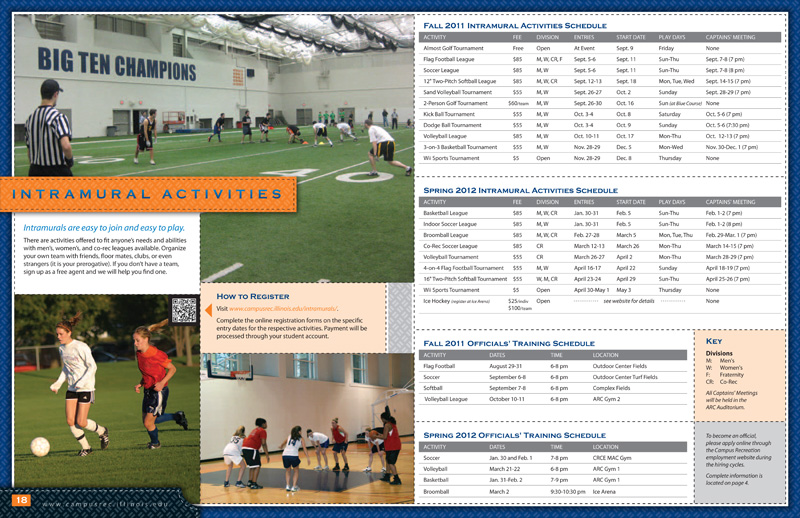 BIG TEN CHAMPIONS
INTRAMURAL ACTIVITIES
Intramurals are easy to join and easy to play.
There are activities offered to fit anyone's needs and abilities
with men's, women's, and co-rec leagues available. Organize
your own team with friends, floor mates, clubs, or even
strangers (it is your prerogative). If you don't have a team,
sign up as a free agent and we will help you find one.
How to Register
Visit www.campusrec.illinois.edu/intramurals/.
Complete the online registration forms on the specific
entry dates for the respective activities. Payment will be
processed through your student account.
18 www.campusrec.illinois.edu
Fall 2011 Intramural Activities Schedule
ACTIVITY FEE DIVISION ENTRIES START DATE PLAY DAYS CAPTAINS' MEETING
Almost Golf Tournament Free Open At Event Sept. 9 Friday None
Flag Football League $85 M, W, CR, F Sept. 5-6 Sept. 11 Sun-Thu Sept. 7-8 (7 pm)
Soccer League $85 M, W Sept. 5-6 Sept. 11 Sun-Thu Sept. 7-8 (8 pm)
12" Two-Pitch Softball League $85 M, W, CR Sept. 12-13 Sept. 18 Mon, Tue, Wed Sept. 14-15 (7 pm)
Sand Volleyball Tournament $55 M, W Sept. 26-27 Oct. 2 Sunday Sept. 28-29 (7 pm)
2-Person Golf Tournament $60/team M, W Sept. 26-30 Oct. 16 Sun (at Blue Course) None
Kick Ball Tournament $55 M, W Oct. 3-4 Oct. 8 Saturday Oct. 5-6 (7 pm)
Dodge Ball Tournament $55 M, W Oct. 3-4 Oct. 9 Sunday Oct. 5-6 (7:30 pm)
Volleyball League $85 M, W, CR Oct. 10-11 Oct. 17 Mon-Thu Oct. 12-13 (7 pm)
3-on-3 Basketball Tournament $55 M, W Nov. 28-29 Dec. 5 Mon-Wed Nov. 30-Dec. 1 (7 pm)
Wii Sports Tournament $5 Open Nov. 28-29 Dec. 8 Thursday None
Spring 2012 Intramural Activities Schedule
ACTIVITY FEE DIVISION ENTRIES START DATE PLAY DAYS CAPTAINS' MEETING
Basketball League $85 M, W, CR Jan. 30-31 Feb. 5 Sun-Thu Feb. 1-2 (7 pm)
Indoor Soccer League $85 M, W Jan. 30-31 Feb. 5 Sun-Thu Feb. 1-2 (8 pm)
Broomball League $85 M, W, CR Feb. 27-28 March 5 Mon, Tue, Thu Feb. 29-Mar. 1 (7 pm)
Co-Rec Soccer League $85 CR March 12-13 March 26 Mon-Thu March 14-15 (7 pm)
Volleyball Tournament $55 CR March 26-27 April 2 Mon-Thu March 28-29 (7 pm)
4-on-4 Flag Football Tournament $55 M, W April 16-17 April 22 Sunday April 18-19 (7 pm)
16" Two-Pitch Softball Tournament $55 W, M, CR April 23-24 April 29 Sun-Thu April 25-26 (7 pm)
Wii Sports Tournament $5 Open April 30-May 1 May 3 Thursday None
Ice Hockey (register at Ice Arena) $25/indiv Open ············ see website for details ············ None
$100/team
Fall 2011 Officials' Training Schedule
ACTIVITY DATES TIME LOCATION
Flag Football August 29-31 6-8 pm Outdoor Center Fields
Soccer September 6-8 6-8 pm Outdoor Center Turf Fields
Softball September 7-8 6-8 pm Complex Fields
Volleyball League October 10-11 6-8 pm ARC Gym 2
Spring 2012 Officials' Training Schedule
ACTIVITY DATES TIME LOCATION
Soccer Jan. 30 and Feb. 1 7-8 pm CRCE MAC Gym
Volleyball March 21-22 6-8 pm ARC Gym 1
Basketball Jan. 31-Feb. 2 7-9 pm ARC Gym 1
Broomball March 2 9:30-10:30 pm Ice Arena
Key
Divisions
M: Men's
W: Women's
F: Fraternity
CR: Co-Rec
All Captains' Meetings
will be held in the
ARC Auditorium.
To become an official,
please apply online through
the Campus Recreation
employment website during
the hiring cycles.
Complete information is
located on page 4.